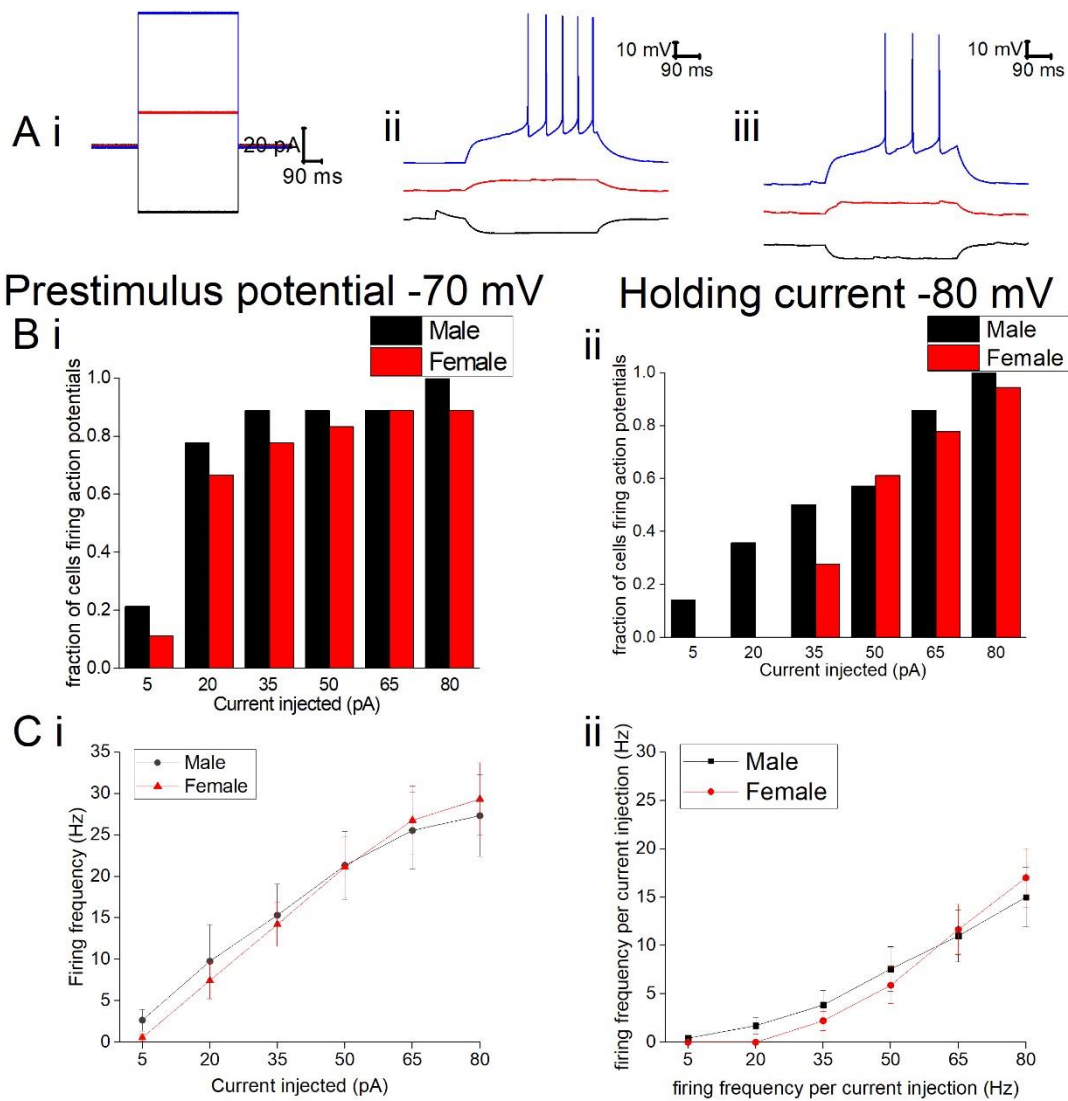 A i
20 pA
90 ms
ii
10 mV
90 ms
iii
10 mV
90 ms
Prestimulus potential -70 mV
Holding current -80 mV
B i
Male
Female
fraction of cells firing action potentials
1.0
0.8
0.6
0.4
0.2
0.0
5 20 35 50 65 80
Current injected (pA)
ii
Male
Female
fraction of cells firing action potentials
1.0
0.8
0.6
0.4
0.2
0.0
5 20 35 50 65 80
Current injected (pA)
C i
Male
Female
Firing frequency (Hz)
35
30
25
20
15
10
5
0
5 20 35 50 65 80
Current injected (pA)
ii
Male
Female
firing frequency per current injection (Hz)
30
25
20
15
10
5
0
5 20 35 50 65 80
firing frequency per current injection (Hz)